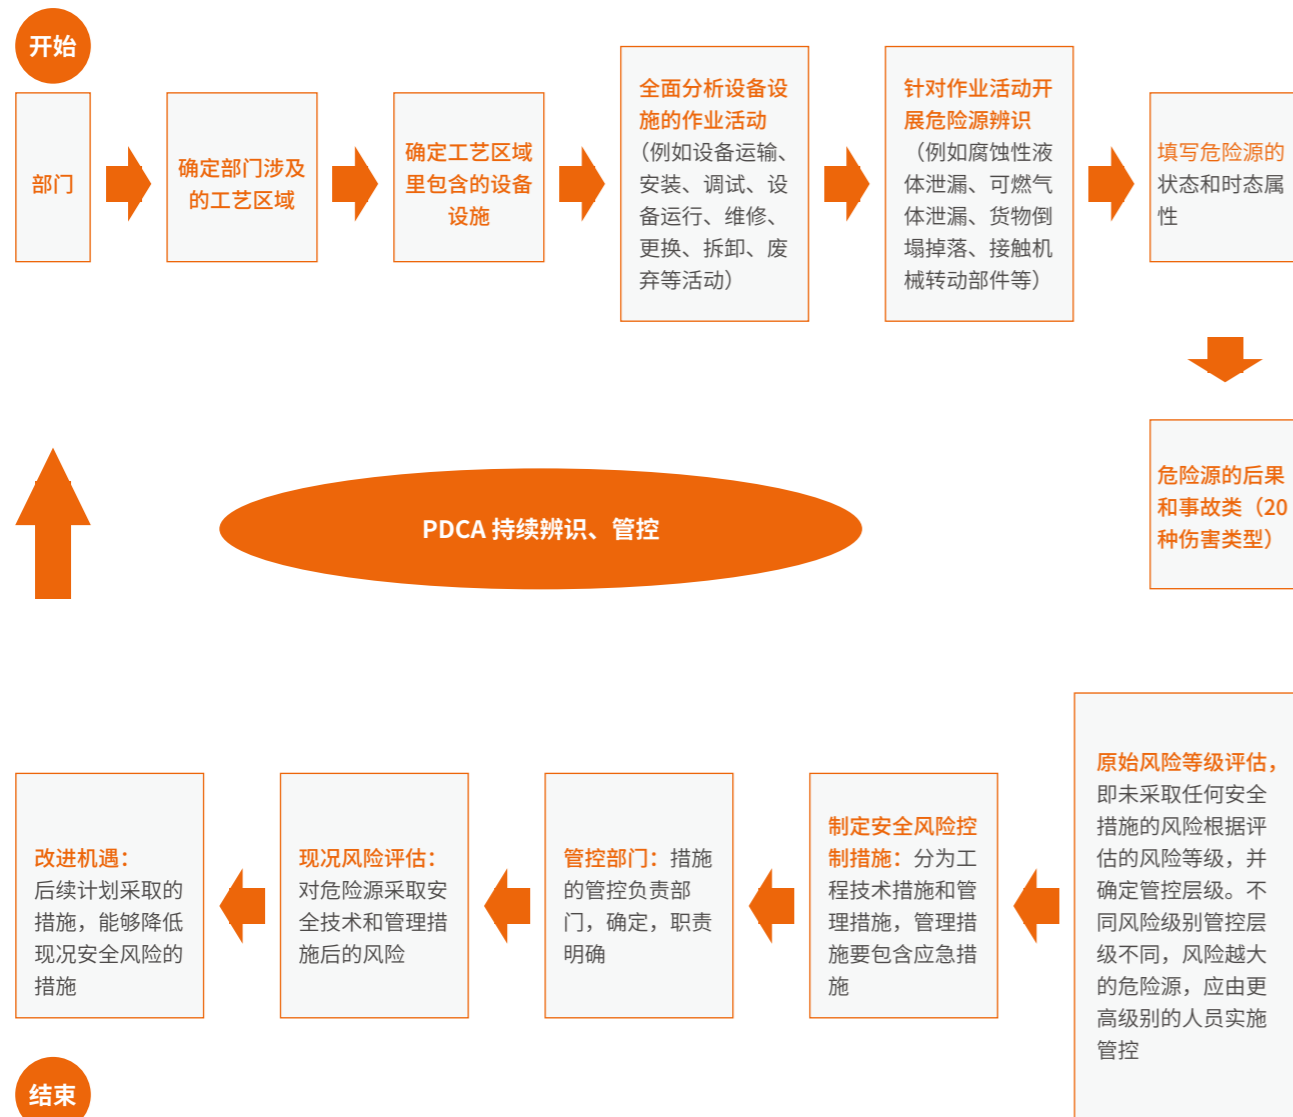 开始
部门
确定部门涉及
的工艺区域
确定工艺区域
里包含的设备
设施
全面分析设备设
施的作业活动
（例如设备运输、
安装、调试、设
备运行、维修、
更换、拆卸、废
弃等活动）
针对作业活动开
展危险源辨识
（例如腐蚀性液
体泄漏、可燃气
体泄漏、货物倒
塌掉落、接触机
械转动部件等）
填写危险源的
状态和时态属
性
危险源的后果
和事故类（20
种伤害类型）
PDCA 持续辨识、管控
原始风险等级评估，
即未采取任何安全
措施的风险根据评
估的风险等级，并
确定管控层级。不
同风险级别管控层
级不同，风险越大
的危险源，应由更
高级别的人员实施
管控
制定安全风险控
制措施：分为工
程技术措施和管
理措施，管理措
施要包含应急措
施
管控部门：措施
的管控负责部
门，确定，职责
明确
现况风险评估：
对危险源采取安
全技术和管理措
施后的风险
改进机遇：
后续计划采取的
措施，能够降低
现况安全风险的
措施
结束